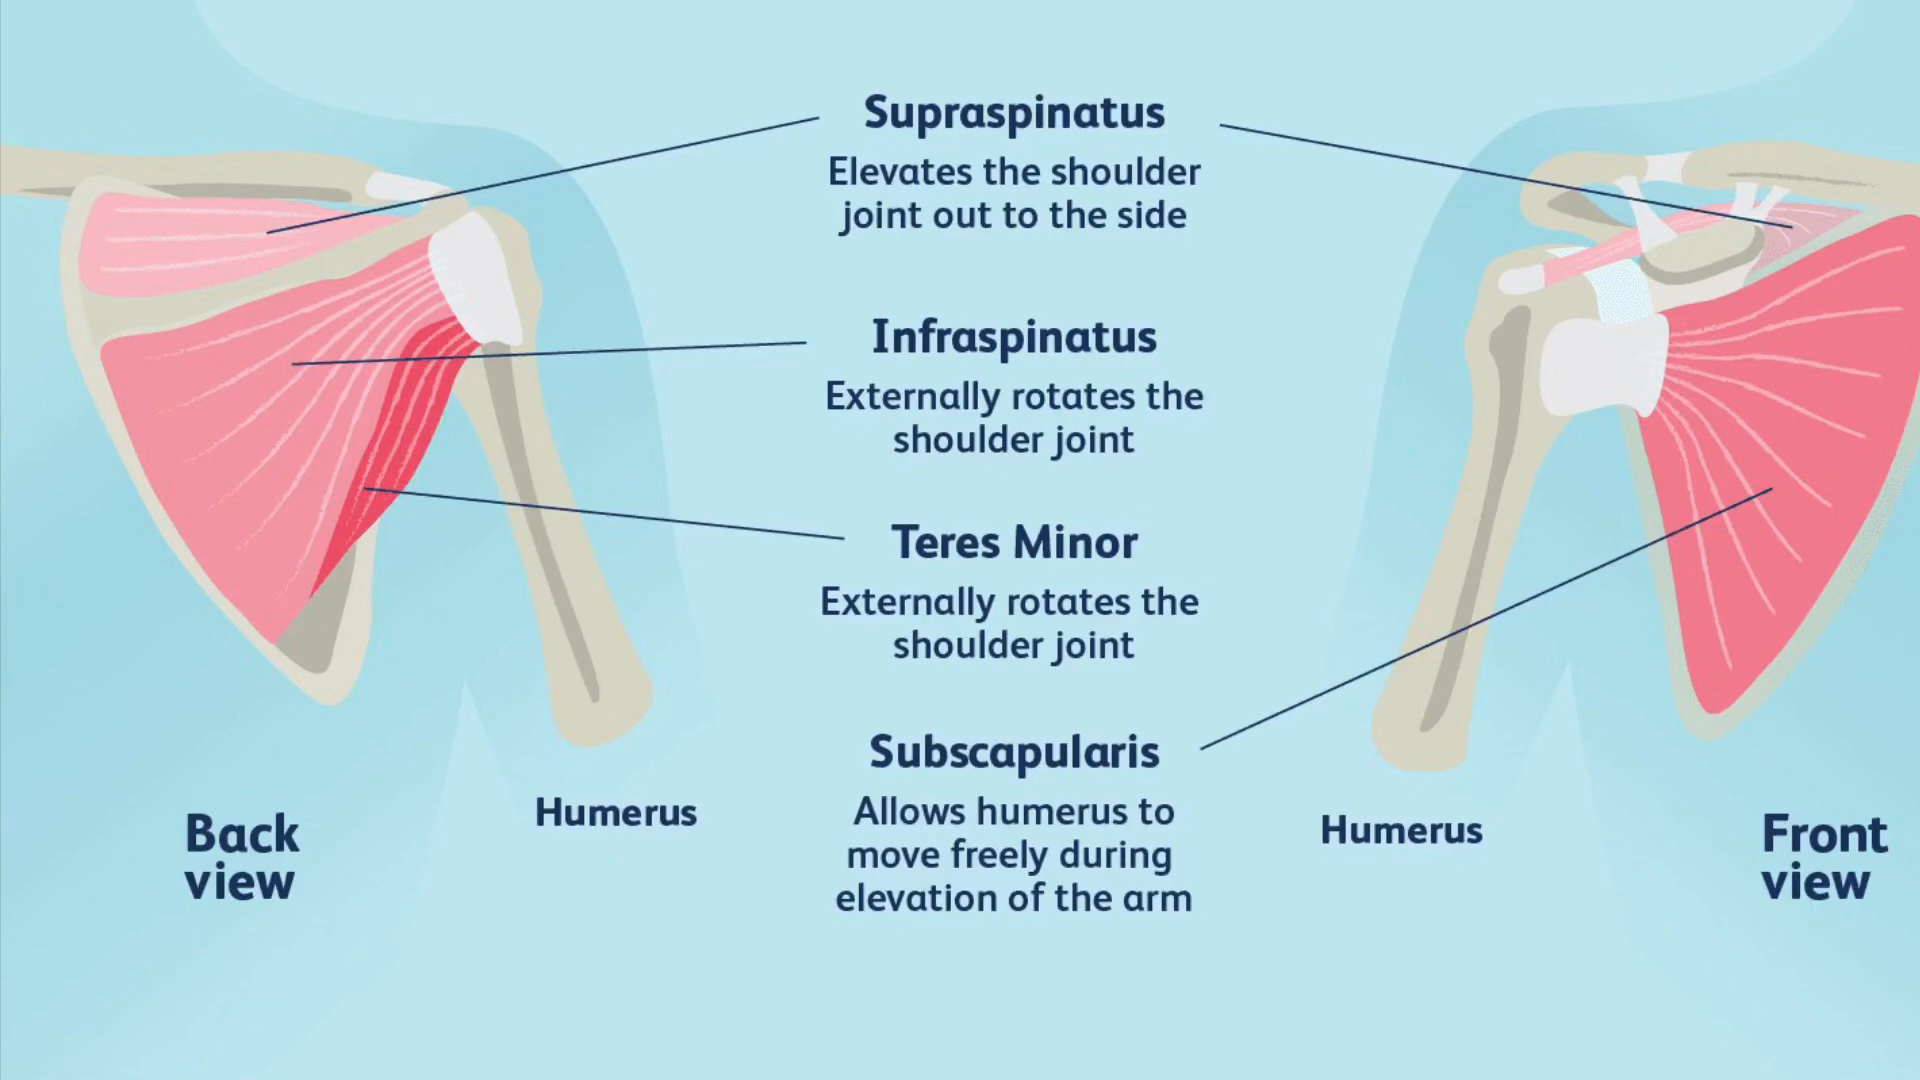 Supraspinatus
Elevates the shoulder
joint out to the side
Infraspinatus
Externally rotates the
shoulder joint
Teres Minor
Externally rotates the
shoulder joint
Subscapularis
Allows humerus to
move freely during
elevation of the arm
Humerus
Back
view
Humerus
Front
view